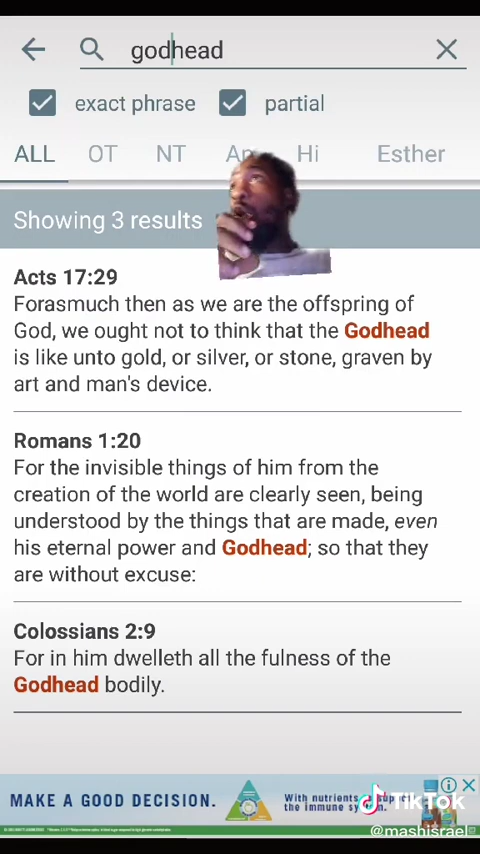 godhead
exact phrase partial
ALL OT NT Hi Esther
Showing 3 results
Acts 17:29
Forasmuch then as we are the offspring of
God, we ought not to think that the Godhead
is like unto gold, or silver, or stone, graven by
art and man's device.
Romans 1:20
For the invisible things of him from the
creation of the world are clearly seen, being
understood by the things that are made, even
his eternal power and Godhead; so that they
are without excuse:
Colossians 2:9
For in him dwelleth all the fulness of the
Godhead bodily.
MAKE A GOOD DECISION.
With nutrients
the immune
TikTok
@mashisrael